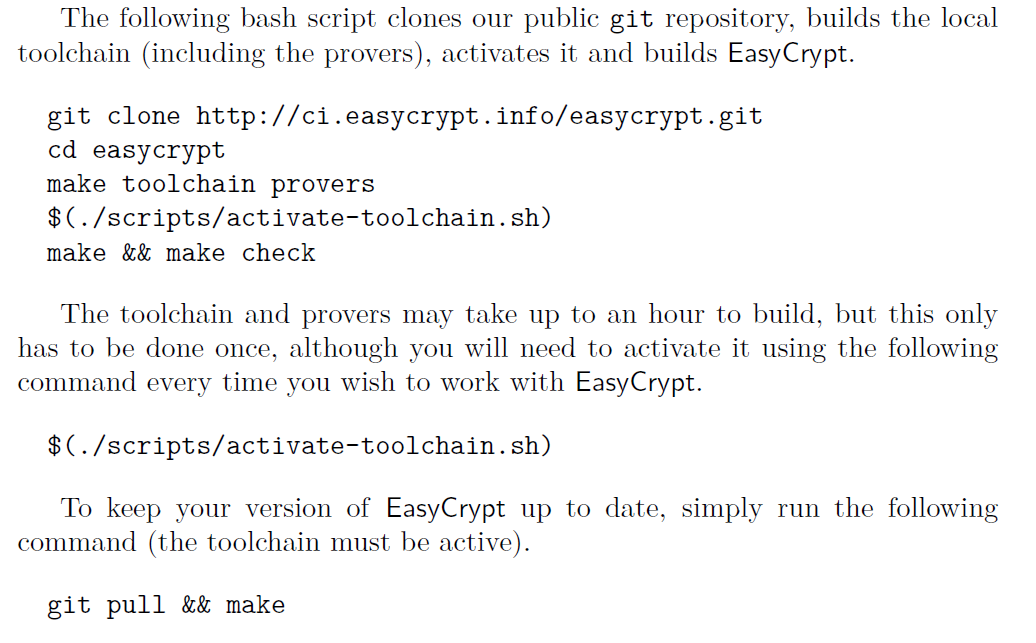 The following bash script clones our public git repository, builds the local
toolchain (including the provers), activates it and builds EasyCrypt.
git clone http://ci.easycrypt.info/easycrypt.git
cd easycrypt
make toolchain provers
$(./scripts/activate-toolchain.sh)
make && make check
The toolchain and provers may take up to an hour to build, but this only
has to be done once, although you will need to activate it using the following
command every time you wish to work with EasyCrypt.
$(./scripts/activate-toolchain.sh)
To keep your version of EasyCrypt up to date, simply run the following
command (the toolchain must be active).
git pull && make